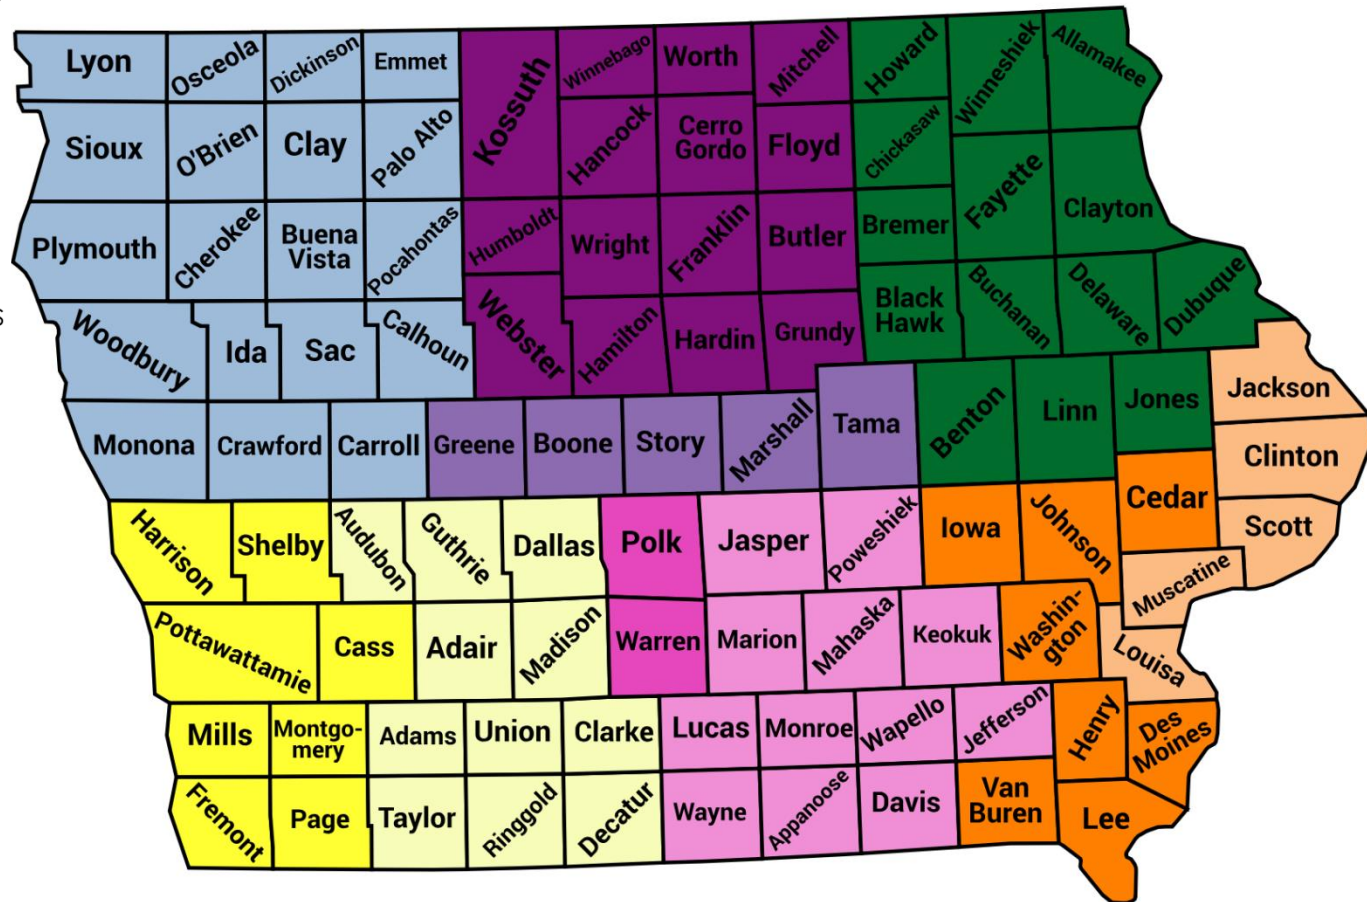 Lyon
Osceola
Dickinson
Emmet
Kossuth
Winnebago
Worth
Mitchell
Howard
Winneshiek
Allamakee
Sioux
O'Brien
Clay
Palo Alto
Hancock
Cerro
Gordo
Floyd
Chickasaw
Fayette
Clayton
Plymouth
Cherokee
Buena
Vista
Pocahontas
Humboldt
Wright
Franklin
Butler
Bremer
s
Woodbury
Ida
Sac
Calhoun
Webster
Hamilton
Hardin
Grundy
Black
Hawk
Buchanan
Delaware
Dubuque
Monona
Crawford
Carroll
Greene
Boone
Story
Marshall
Tama
Benton
Linn
Jones
Jackson
Clinton
Harrison
Shelby
Audubon
Guthrie
Dallas
Polk
Jasper
Poweshiek
Iowa
Johnson
Cedar
Scott
Muscatine
Pottawattamie
Cass
Adair
Madison
Warren
Marion
Mahaska
Keokuk
Washin-
gton
Louisa
Mills
Montgo-
mery
Adams
Union
Clarke
Lucas
Monroe
Wapello
Jefferson
Henry
Des
Moines
Fremont
Page
Taylor
Ringgold
Decatur
Wayne
Appanoose
Davis
Van
Buren
Lee